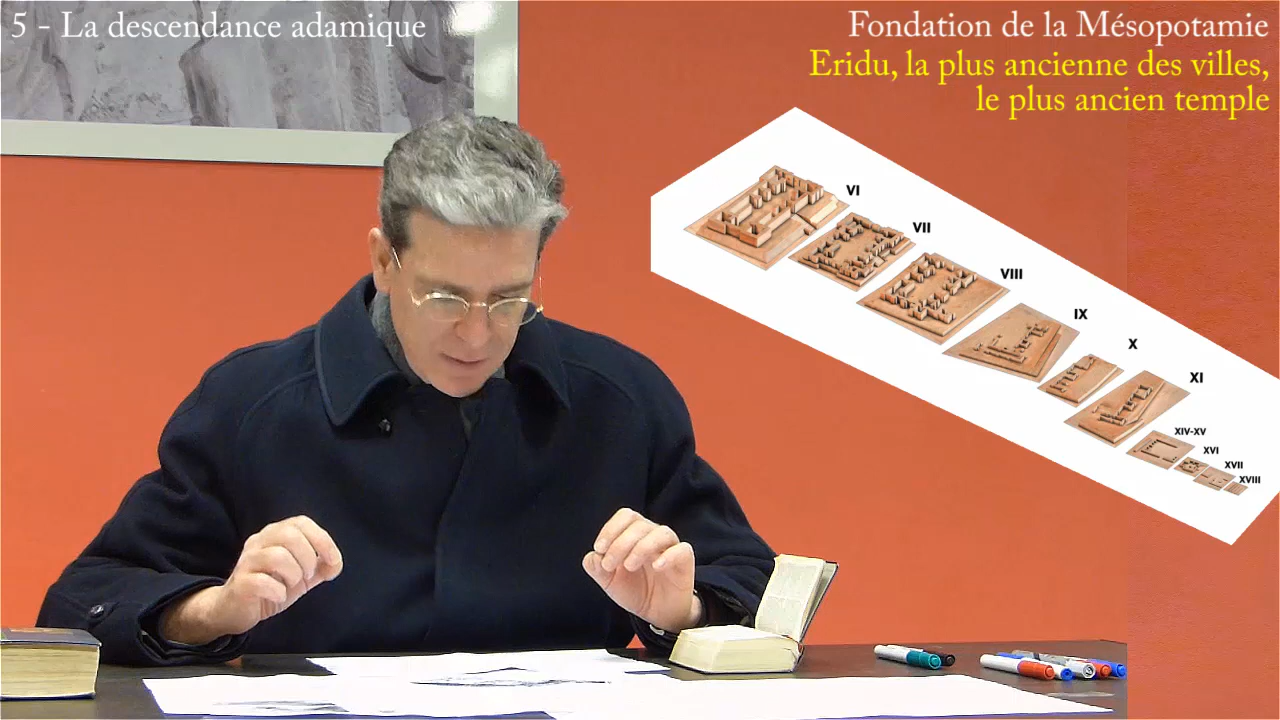 5 - La descendance adamique
Fondation de la Mésopotamie
Eridu, la plus ancienne des villes,
le plus ancien temple
VI
VII
VIII
IX
X
XI
XIV-XV
XVI
XVII
XVIII